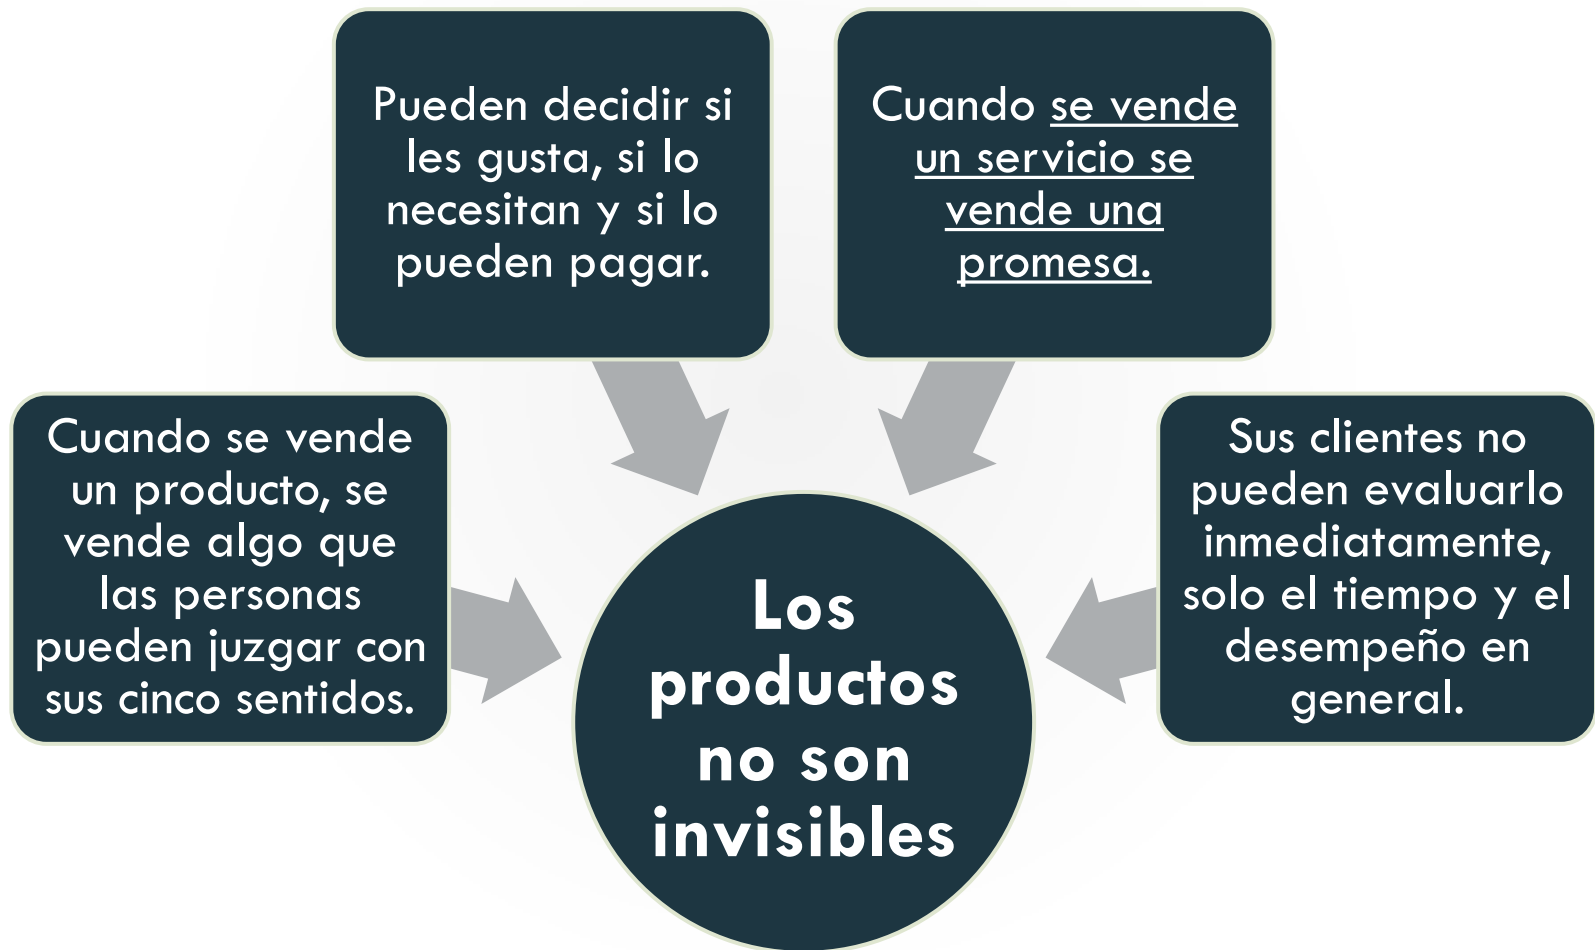 Pueden decidir si
les gusta, si lo
necesitan y si lo
pueden pagar.
Cuando se vende
un servicio se
vende una
promesa.
Cuando se vende
un producto, se
vende algo que
las personas
pueden juzgar con
sus cinco sentidos.
Sus clientes no
pueden evaluarlo
inmediatamente,
solo el tiempo y el
desempeño en
general.
Los
productos
no son
invisibles